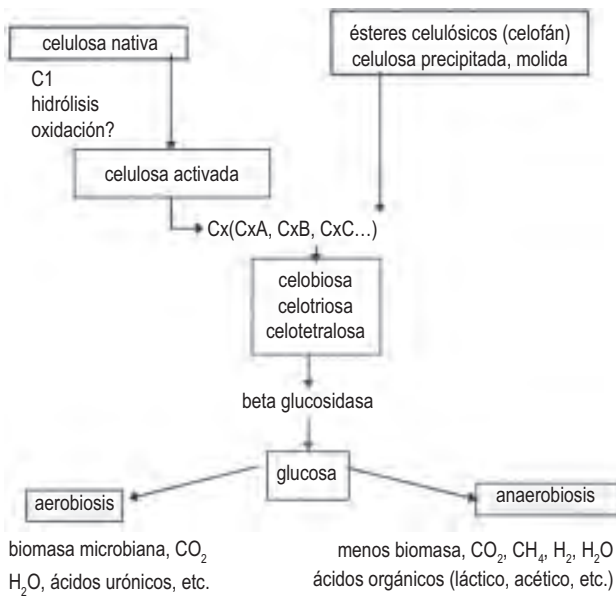 celulosa nativa
ésteres celulósicos (celofán)
celulosa precipitada, molida
C1
hidrólisis
oxidación?
celulosa activada
Cx(CxA, CxB, CxC…)
celobiosa
celotriosa
celotetralosa
beta glucosidasa
glucosa
aerobiosis
anaerobiosis
biomasa microbiana, CO₂
H₂O, ácidos urónicos, etc.
menos biomasa, CO₂, CH₄, H₂, H₂O
ácidos orgánicos (láctico, acético, etc.)